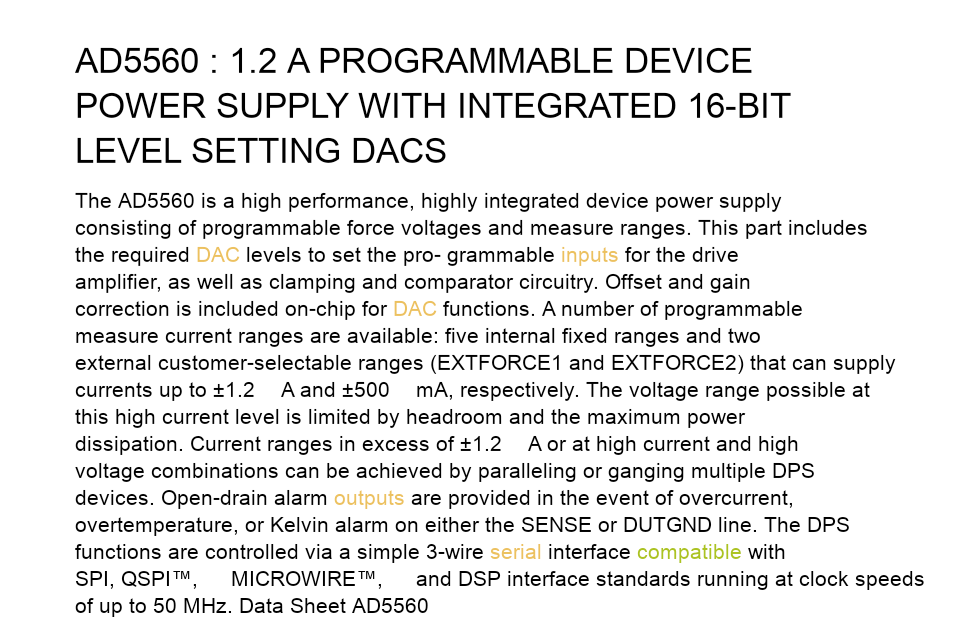 AD5560 : 1.2 A PROGRAMMABLE DEVICE
POWER SUPPLY WITH INTEGRATED 16-BIT
LEVEL SETTING DACS
The AD5560 is a high performance, highly integrated device power supply
consisting of programmable force voltages and measure ranges. This part includes
the required DAC levels to set the pro- grammable inputs for the drive
amplifier, as well as clamping and comparator circuitry. Offset and gain
correction is included on-chip for DAC functions. A number of programmable
measure current ranges are available: five internal fixed ranges and two
external customer-selectable ranges (EXTFORCE1 and EXTFORCE2) that can supply
currents up to ±1.2 A and ±500 mA, respectively. The voltage range possible at
this high current level is limited by headroom and the maximum power
dissipation. Current ranges in excess of ±1.2 A or at high current and high
voltage combinations can be achieved by paralleling or ganging multiple DPS
devices. Open-drain alarm outputs are provided in the event of overcurrent,
overtemperature, or Kelvin alarm on either the SENSE or DUTGND line. The DPS
functions are controlled via a simple 3-wire serial interface compatible with
SPI, QSPI™, MICROWIRE™, and DSP interface standards running at clock speeds
of up to 50 MHz. Data Sheet AD5560